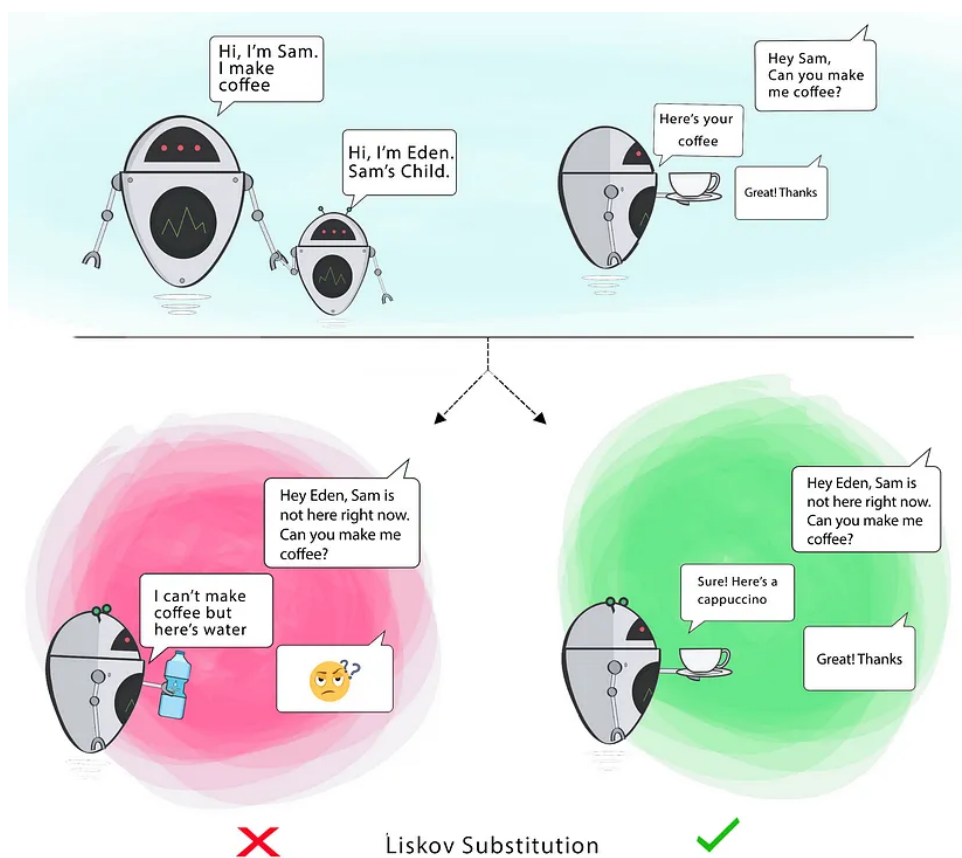 Hi, I'm Sam.
I make
coffee
Hi, I'm Eden.
Sam's Child.
Hey Sam,
Can you make
me coffee?
Here's your
coffee
Great! Thanks
Hey Eden, Sam is
not here right now.
Can you make me
coffee?
I can't make
coffee but
here's water
??
Hey Eden, Sam is
not here right now.
Can you make me
coffee?
Sure! Here's a
cappuccino
Great! Thanks
Liskov Substitution